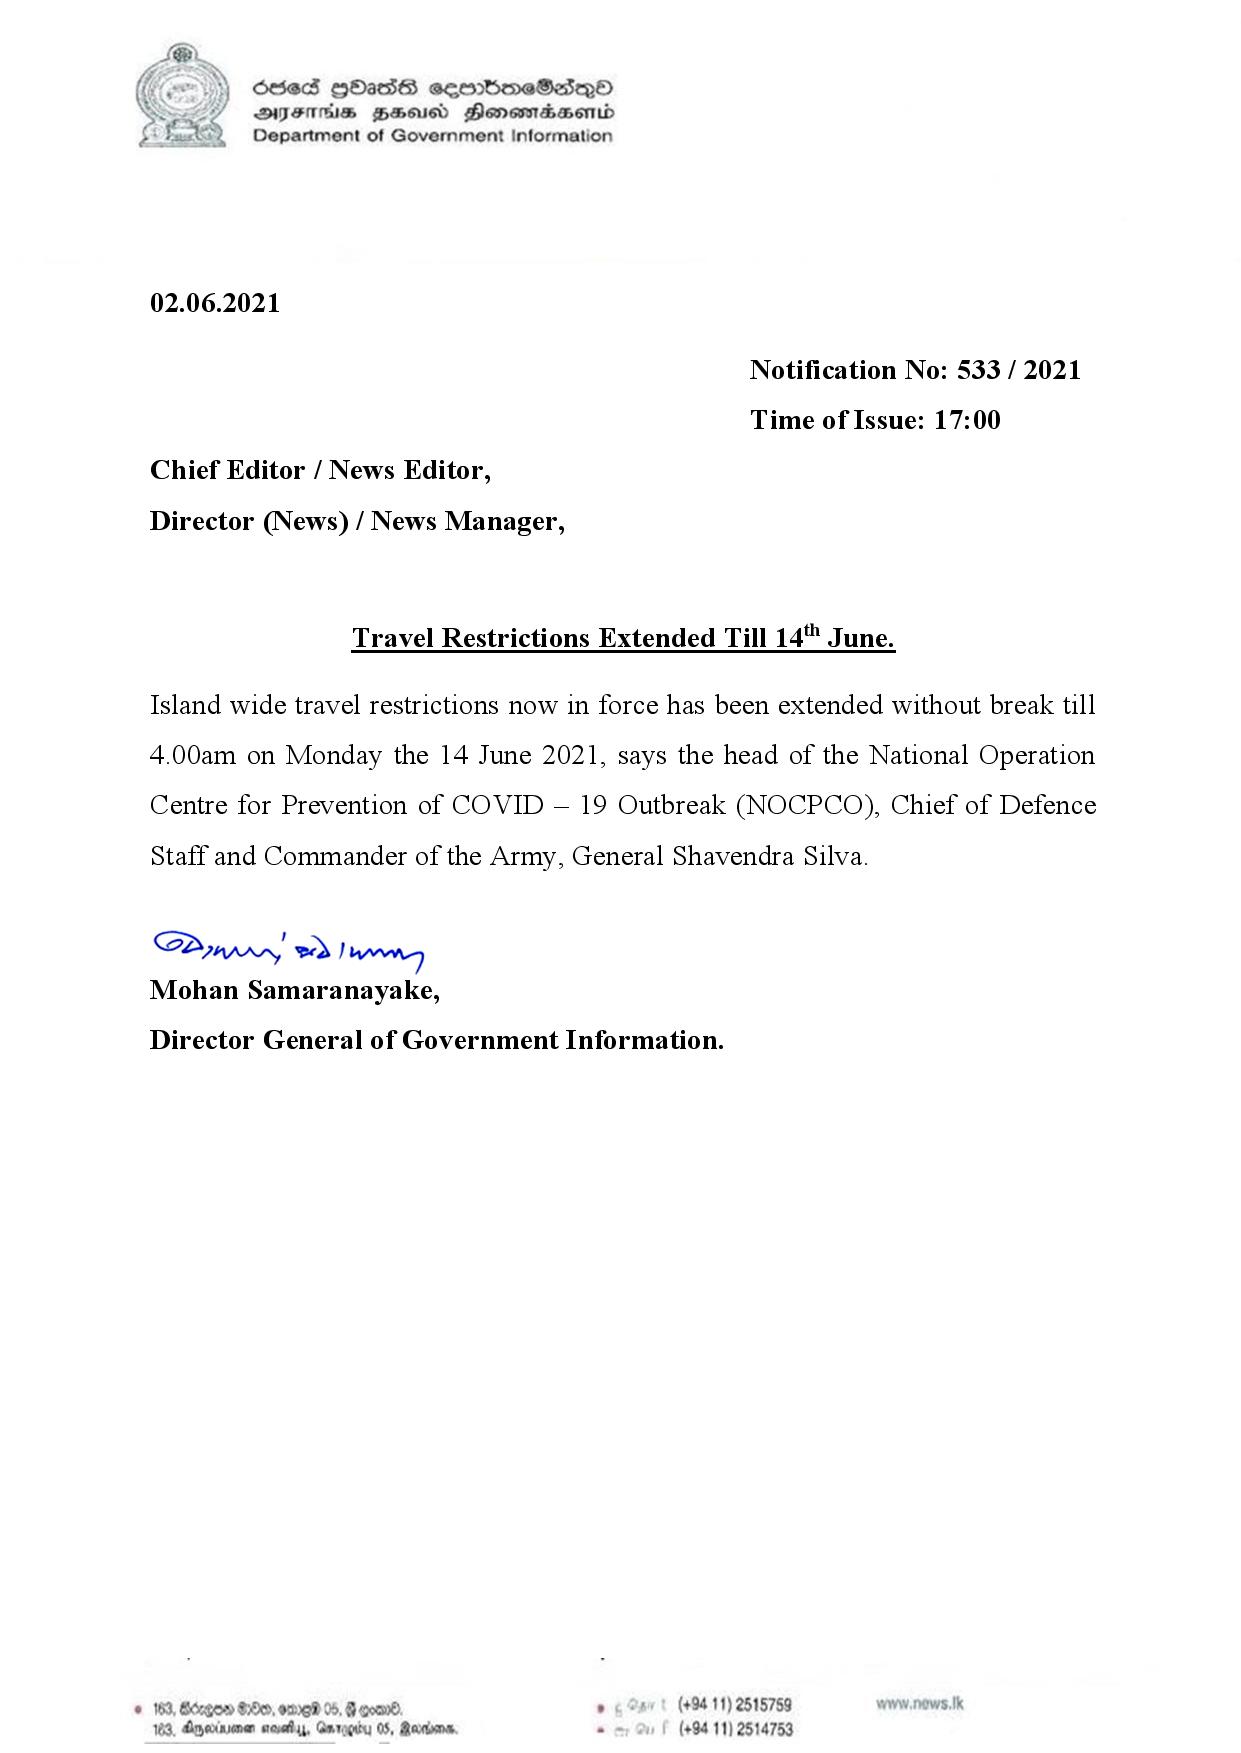 රජයේ ප්‍රවෘත්ති දෙපාර්තමේන්තුව
அரசாங்க தகவல் திணைக்களம்
Department of Government Information
02.06.2021
Notification No: 533 / 2021
Time of Issue: 17:00
Chief Editor / News Editor,
Director (News) / News Manager,
Travel Restrictions Extended Till 14th June.
Island wide travel restrictions now in force has been extended without break till
4.00am on Monday the 14 June 2021, says the head of the National Operation
Centre for Prevention of COVID – 19 Outbreak (NOCPCO), Chief of Defence
Staff and Commander of the Army, General Shavendra Silva.
Mohan Samaranayake,
Director General of Government Information.
163, කිරුළපන මාවත, කොළඹ 05, ශ්‍රී ලංකාව.
163, கிருலப்பனை எவனியூ, கொழும்பு 05, இலங்கை.
(+94 11) 2515759
(+94 11) 2514753
www.news.lk